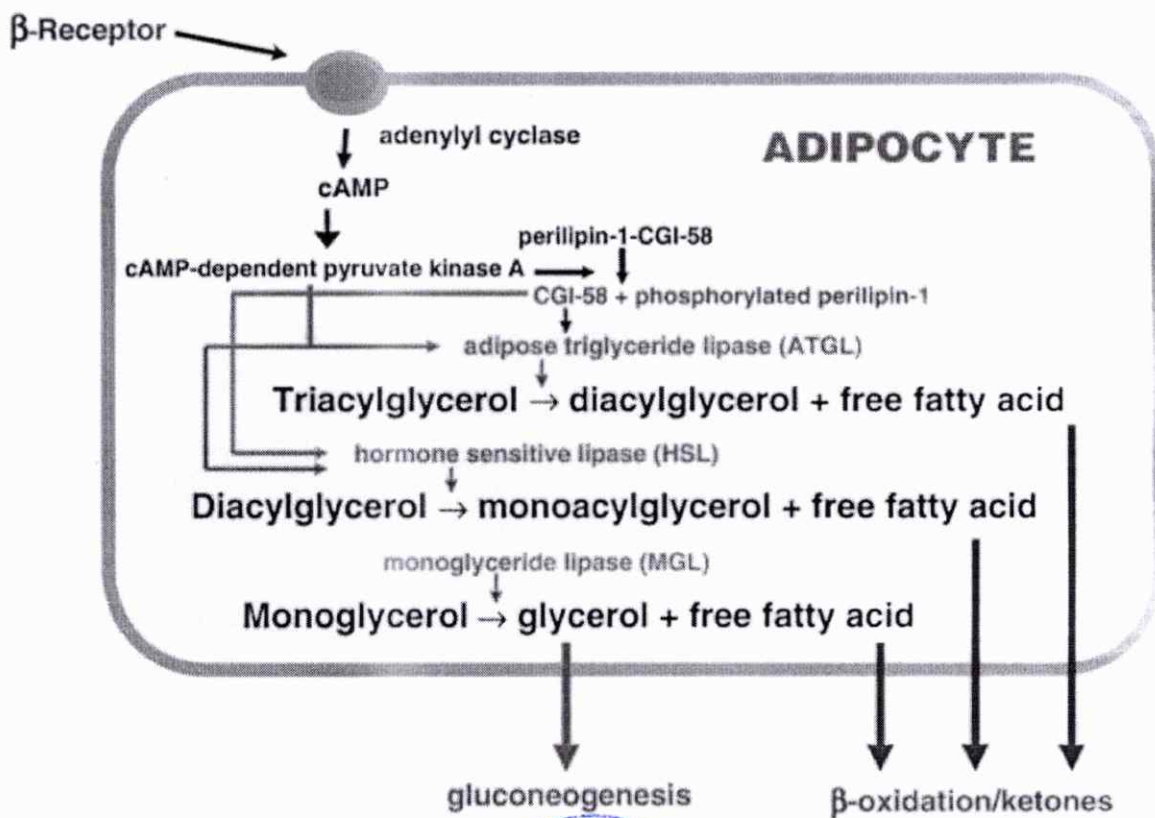 β-Receptor
adenylyl cyclase
ADIPOCYTE
cAMP
perilipin-1-CGI-58
cAMP-dependent pyruvate kinase A
CGI-58 + phosphorylated perilipin-1
adipose triglyceride lipase (ATGL)
Triacylglycerol → diacylglycerol + free fatty acid
hormone sensitive lipase (HSL)
Diacylglycerol → monoacylglycerol + free fatty acid
monoglyceride lipase (MGL)
Monoglycerol → glycerol + free fatty acid
gluconeogenesis
β-oxidation/ketones